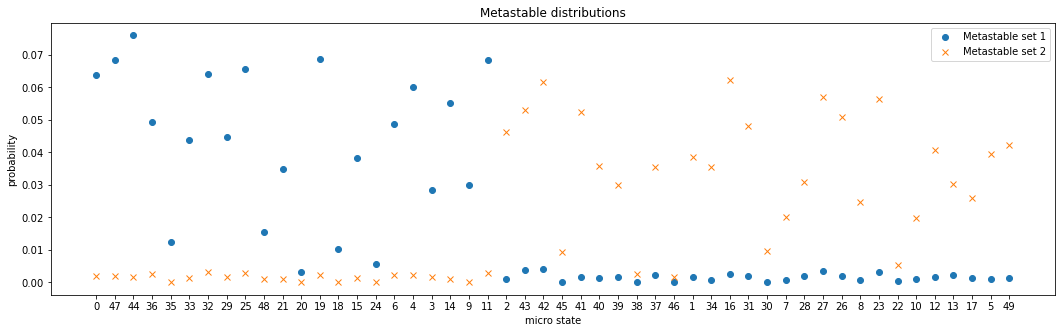 Metastable distributions
Metastable set 1
Metastable set 2
probability
0.07
0.06
0.05
0.04
0.03
0.02
0.01
0.00
0 47 44 36 35 33 32 29 25 48 21 20 19 18 15 24 6 4 3 14 9 11 2 43 42 45 41 40 39 38 37 46 1 34 16 31 30 7 28 27 26 8 23 22 10 12 13 17 5 49
micro state